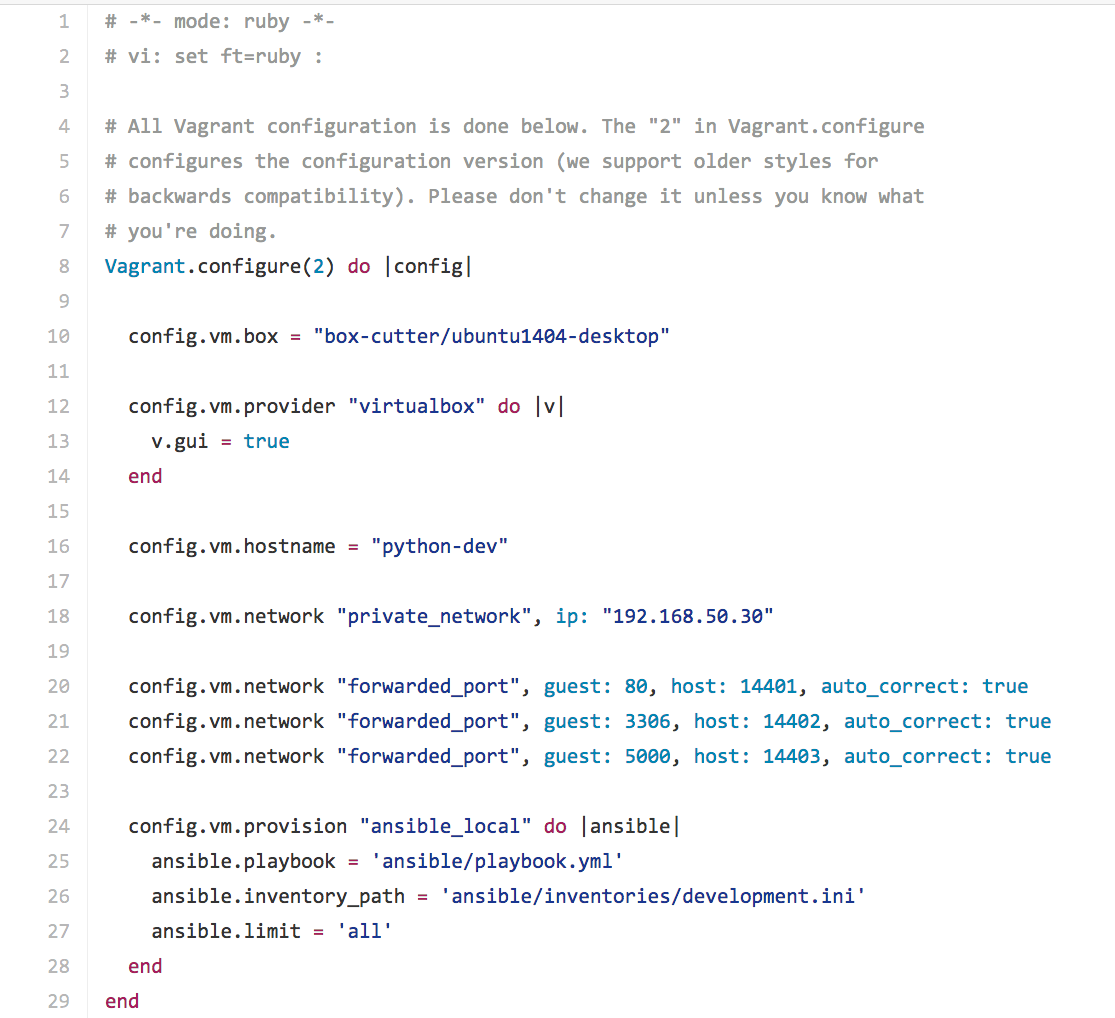 1 # -*- mode: ruby -*-
2 # vi: set ft=ruby :
3
4 # All Vagrant configuration is done below. The "2" in Vagrant.configure
5 # configures the configuration version (we support older styles for
6 # backwards compatibility). Please don't change it unless you know what
7 # you're doing.
8 Vagrant.configure(2) do |config|
9
10   config.vm.box = "box-cutter/ubuntu1404-desktop"
11
12   config.vm.provider "virtualbox" do |v|
13     v.gui = true
14   end
15
16   config.vm.hostname = "python-dev"
17
18   config.vm.network "private_network", ip: "192.168.50.30"
19
20   config.vm.network "forwarded_port", guest: 80, host: 14401, auto_correct: true
21   config.vm.network "forwarded_port", guest: 3306, host: 14402, auto_correct: true
22   config.vm.network "forwarded_port", guest: 5000, host: 14403, auto_correct: true
23
24   config.vm.provision "ansible_local" do |ansible|
25     ansible.playbook = 'ansible/playbook.yml'
26     ansible.inventory_path = 'ansible/inventories/development.ini'
27     ansible.limit = 'all'
28   end
29 end